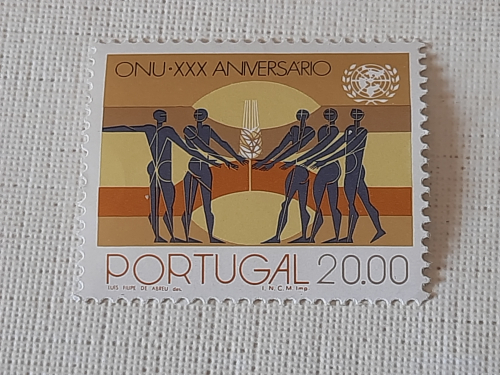 ONU·XXX ANIVERSÁRIO
PORTUGAL 20.00
LUIS FILIPE DE ABREU des. I.N.C.M. Imp.